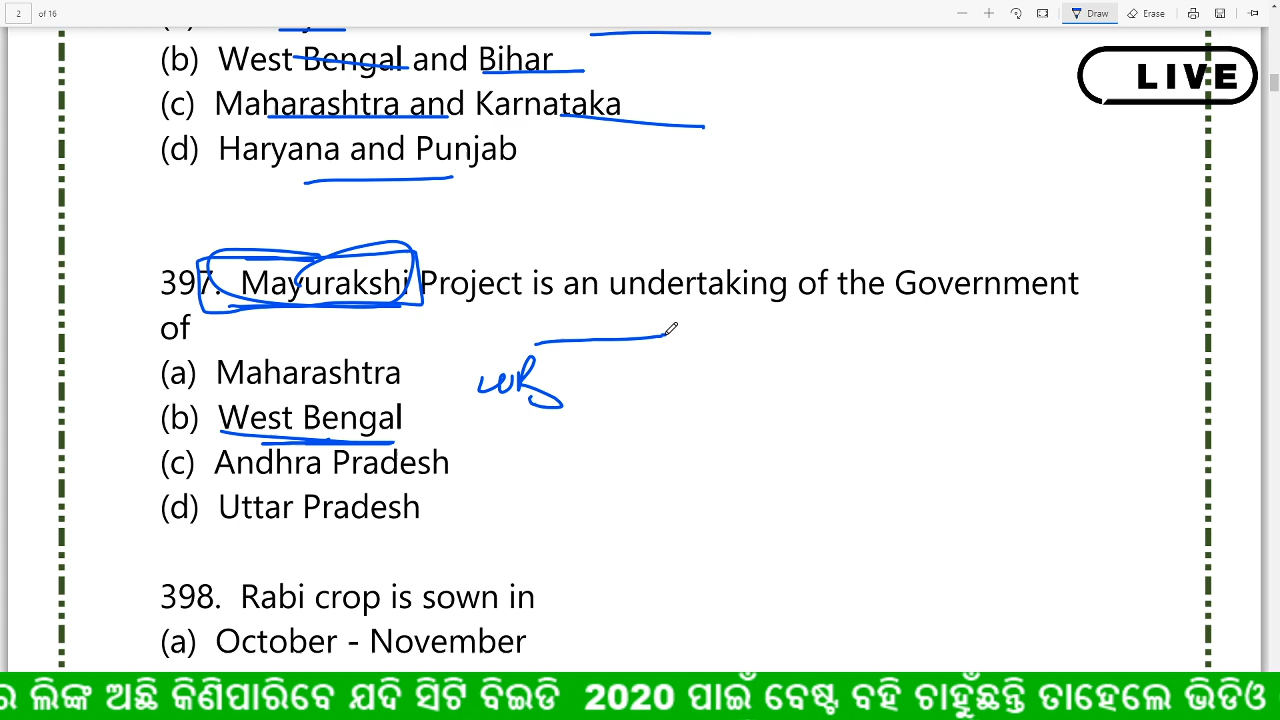 2 of 16 Draw Erase
(b) West Bengal and Bihar
LIVE
(c) Maharashtra and Karnataka
(d) Haryana and Punjab
397. Mayurakshi Project is an undertaking of the Government
of
(a) Maharashtra
WB
(b) West Bengal
(c) Andhra Pradesh
(d) Uttar Pradesh
398. Rabi crop is sown in
(a) October - November
ର ଲିଙ୍କ ଅଛି କିଣିପାରିବେ ଯଦି ସିଟି ବିଇଡି 2020 ପାଇଁ ବେଷ୍ଟ ବହି ଚାହୁଁଛନ୍ତି ତାହେଲେ ଭିଡିଓ